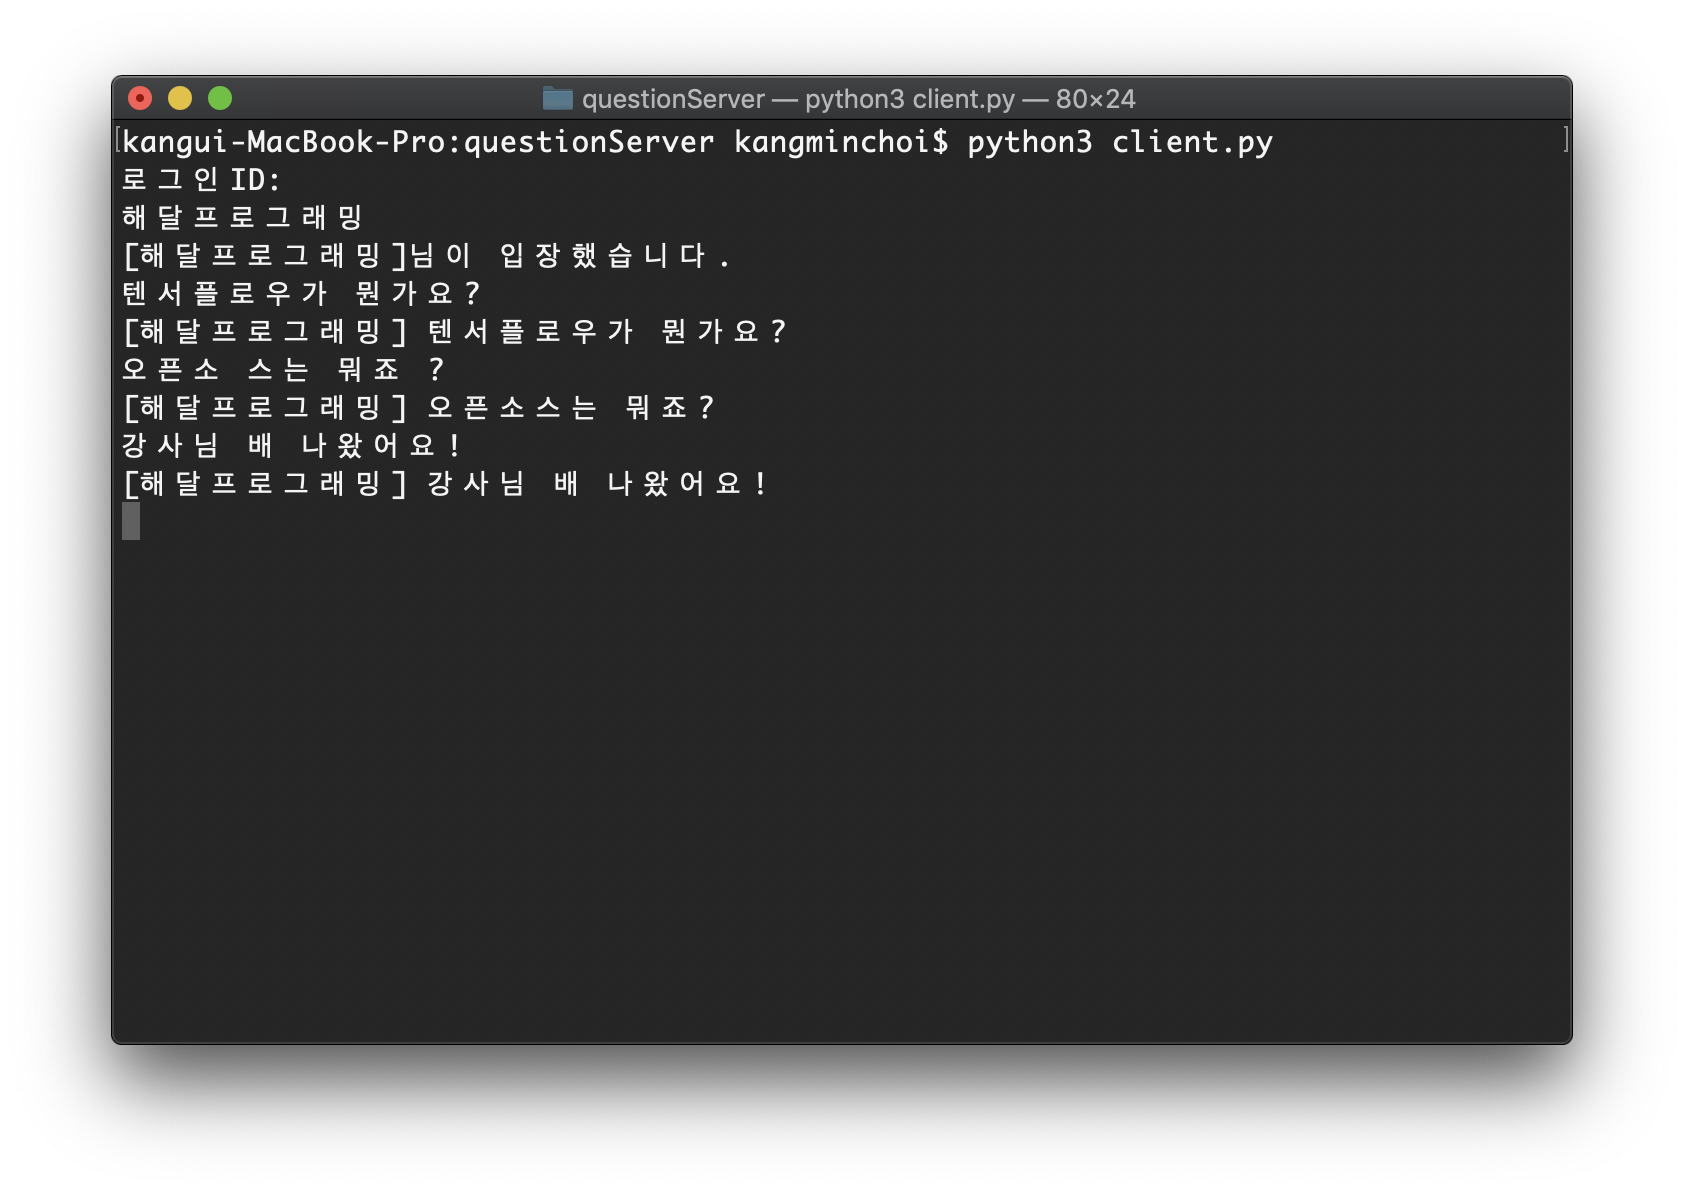 questionServer — python3 client.py — 80×24
[kangui-MacBook-Pro:questionServer kangminchoi$ python3 client.py]
로그인ID:
해달프로그래밍
[해달프로그래밍]님이 입장했습니다.
텐서플로우가 뭔가요?
[해달프로그래밍] 텐서플로우가 뭔가요?
오픈소 스는 뭐죠 ?
[해달프로그래밍] 오픈소스는 뭐죠?
강사님 배 나왔어요!
[해달프로그래밍] 강사님 배 나왔어요!